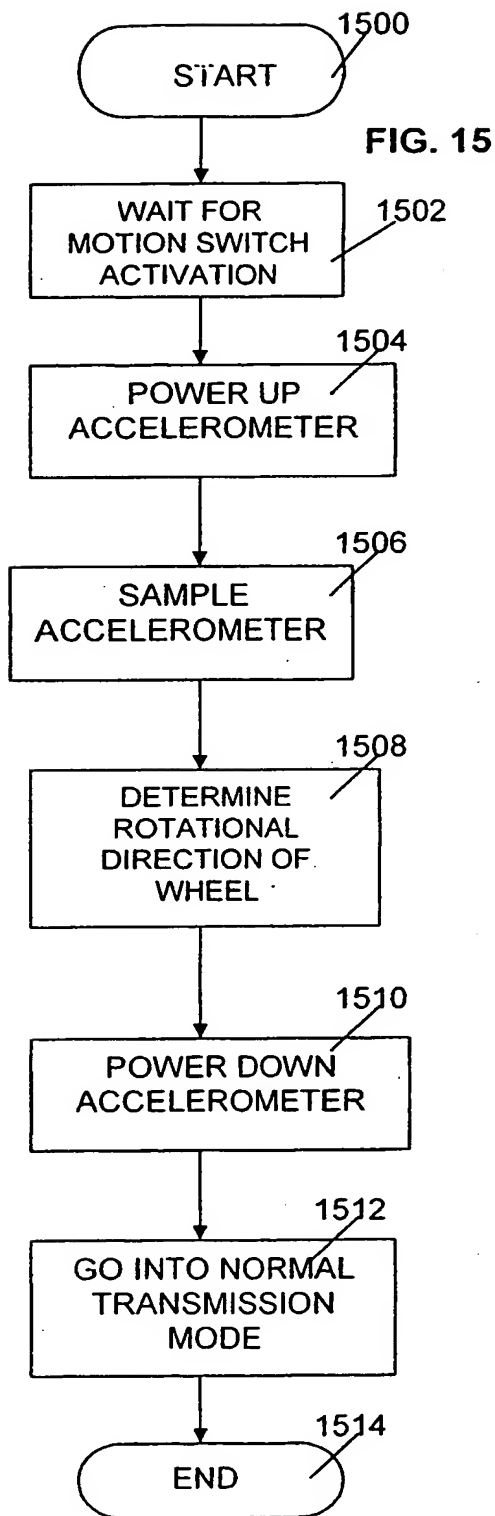 1500
START
FIG. 15
WAIT FOR
MOTION SWITCH
ACTIVATION
1502
1504
POWER UP
ACCELEROMETER
1506
SAMPLE
ACCELEROMETER
1508
DETERMINE
ROTATIONAL
DIRECTION OF
WHEEL
1510
POWER DOWN
ACCELEROMETER
1512
GO INTO NORMAL
TRANSMISSION
MODE
1514
END